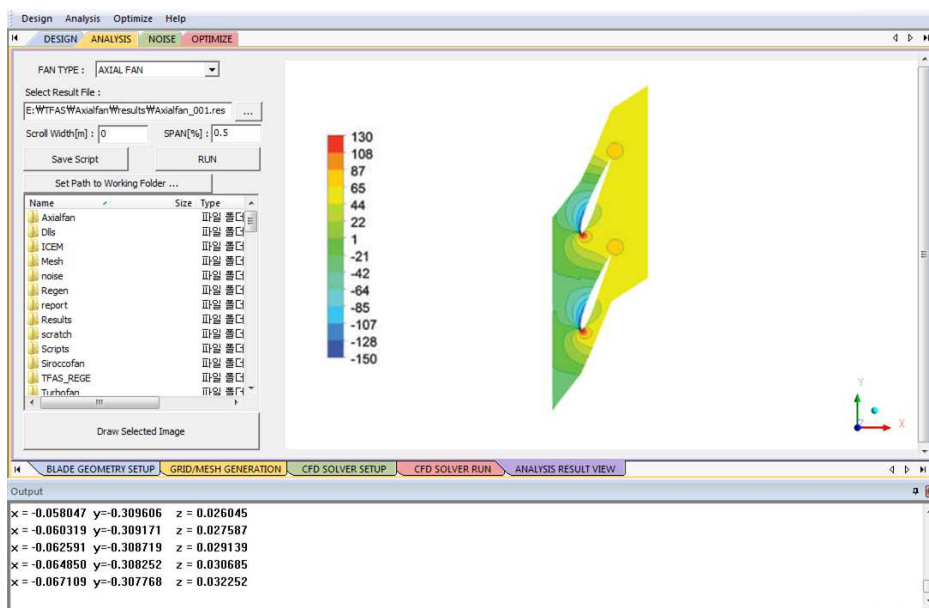 Design Analysis Optimize Help
DESIGN ANALYSIS NOISE OPTIMIZE
FAN TYPE : AXIAL FAN
Select Result File :
E:₩TFAS₩Axialfan₩results₩Axialfan_001.res ...
Scroll Width[m] : 0 SPAN[%] : 0.5
Save Script RUN
Set Path to Working Folder ...
Name Size Type
Axialfan 파일 폴더
Dlls 파일 폴더
ICEM 파일 폴더
Mesh 파일 폴더
noise 파일 폴더
Regen 파일 폴더
report 파일 폴더
Results 파일 폴더
scratch 파일 폴더
Scripts 파일 폴더
Siroccofan 파일 폴더
TFAS_REGE 파일 폴더
Turbofan 파일 폴더
Draw Selected Image
130
108
87
65
44
22
1
-21
-42
-64
-85
-107
-128
-150
Y
Z X
BLADE GEOMETRY SETUP GRID/MESH GENERATION CFD SOLVER SETUP CFD SOLVER RUN ANALYSIS RESULT VIEW
Output
x = -0.058047 y=-0.309606 z = 0.026045
x = -0.060319 y=-0.309171 z = 0.027587
x = -0.062591 y=-0.308719 z = 0.029139
x = -0.064850 y=-0.308252 z = 0.030685
x = -0.067109 y=-0.307768 z = 0.032252